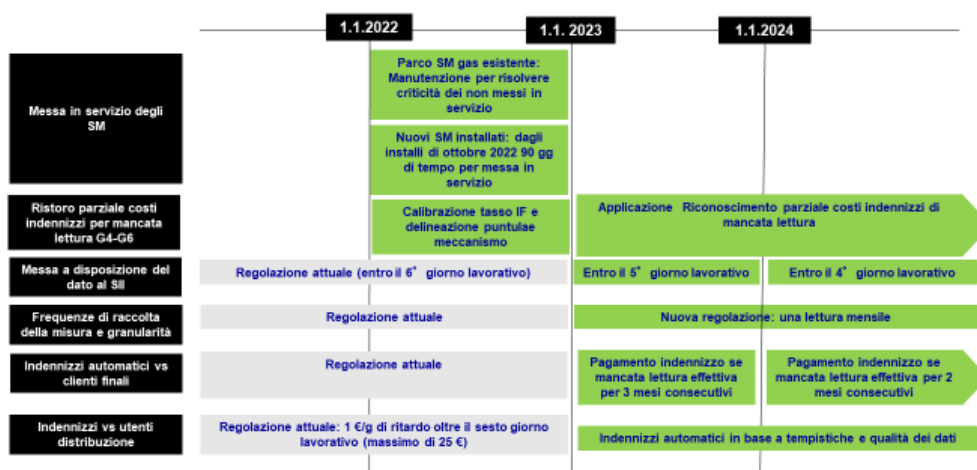 1.1.2022
1.1. 2023
1.1.2024
Messa in servizio degli
SM
Parco SM gas esistente:
Manutenzione per risolvere
criticità dei non messi in
servizio
Nuovi SM installati: dagli
installi di ottobre 2022 90 gg
di tempo per messa in
servizio
Ristoro parziale costi
indennizzi per mancata
lettura G4-G6
Calibrazione tasso IF e
delineazione puntulae
meccanismo
Applicazione Riconoscimento parziale costi indennizzi di
mancata lettura
Messa a disposizione del
dato al SII
Regolazione attuale (entro il 6° giorno lavorativo)
Entro il 5° giorno lavorativo
Entro il 4° giorno lavorativo
Frequenze di raccolta
della misura e granularità
Regolazione attuale
Nuova regolazione: una lettura mensile
Indennizzi automatici vs
clienti finali
Regolazione attuale
Pagamento indennizzo se
mancata lettura effettiva
per 3 mesi consecutivi
Pagamento indennizzo se
mancata lettura effettiva per 2
mesi consecutivi
Indennizzi vs utenti
distribuzione
Regolazione attuale: 1 €/g di ritardo oltre il sesto giorno
lavorativo (massimo di 25 €)
Indennizzi automatici in base a tempistiche e qualità dei dati